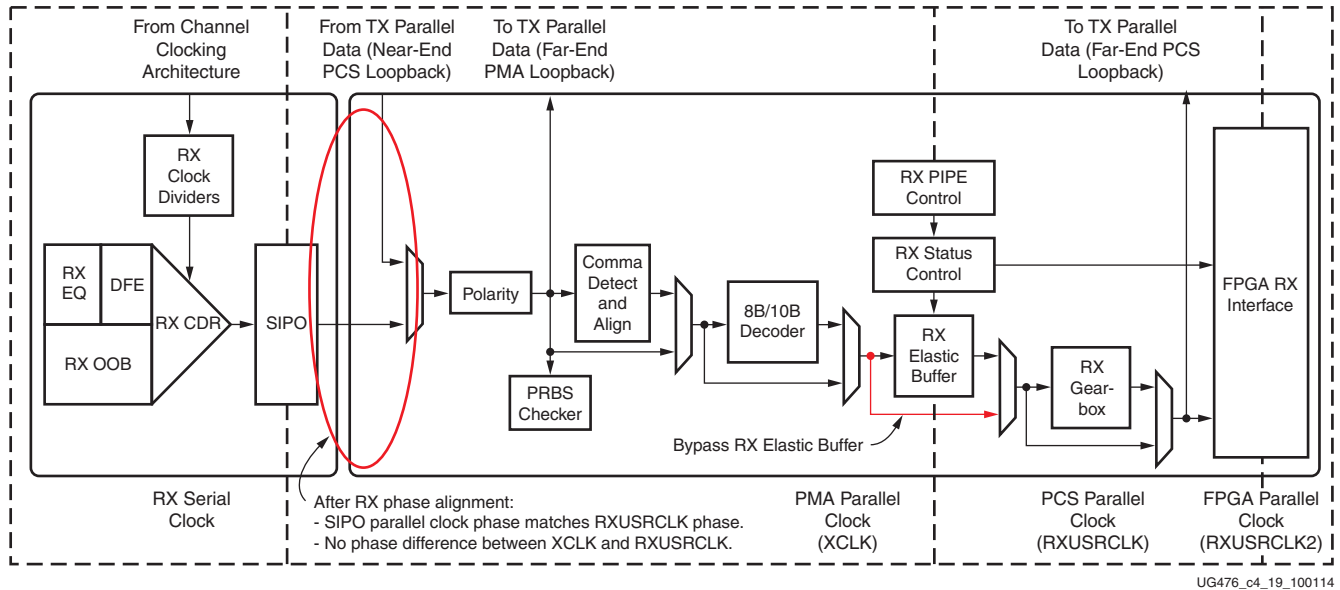 From Channel
Clocking
Architecture
From TX Parallel
Data (Near-End
PCS Loopback)
To TX Parallel
Data (Far-End
PMA Loopback)
To TX Parallel
Data (Far-End PCS
Loopback)
RX
Clock
Dividers
RX
EQ
DFE
RX CDR
RX OOB
SIPO
Polarity
Comma
Detect
and
Align
PRBS
Checker
8B/10B
Decoder
RX PIPE
Control
RX Status
Control
RX
Elastic
Buffer
RX
Gear-
box
FPGA RX
Interface
Bypass RX Elastic Buffer
RX Serial
Clock
After RX phase alignment:
- SIPO parallel clock phase matches RXUSRCLK phase.
- No phase difference between XCLK and RXUSRCLK.
PMA Parallel
Clock
(XCLK)
PCS Parallel
Clock
(RXUSRCLK)
FPGA Parallel
Clock
(RXUSRCLK2)
UG476_c4_19_100114